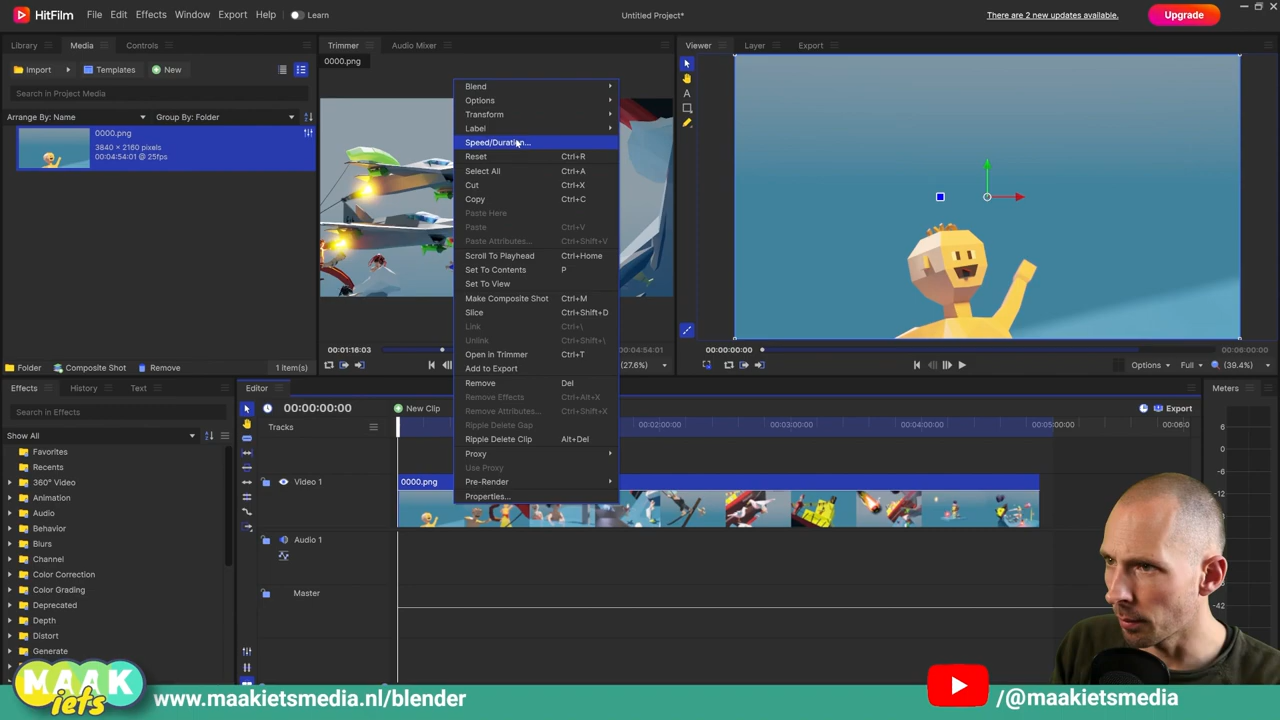 HitFilm File Edit Effects Window Export Help Learn Untitled Project* There are 2 new updates available. Upgrade
Library Media Controls
Import Templates New
Search in Project Media
Arrange By: Name Group By: Folder
0000.png
3840 × 2160 pixels
00:04:54:01 @ 25fps
Folder Composite Shot Remove 1 item(s)
Trimmer Audio Mixer
0000.png
00:01:16:03 00:04:54:01
(27.6%)
Blend
Options
Transform
Label
Speed/Duration...
Reset Ctrl+R
Select All Ctrl+A
Cut Ctrl+X
Copy Ctrl+C
Paste Here
Paste Ctrl+V
Paste Attributes... Ctrl+Shift+V
Scroll To Playhead Ctrl+Home
Set To Contents P
Set To View
Make Composite Shot Ctrl+M
Slice Ctrl+Shift+D
Link Ctrl+\
Unlink Ctrl+Shift+\
Open in Trimmer Ctrl+T
Add to Export
Remove Del
Remove Effects Ctrl+Alt+X
Remove Attributes... Ctrl+Shift+X
Ripple Delete Gap
Ripple Delete Clip Alt+Del
Proxy
Use Proxy
Pre-Render
Properties...
Viewer Layer Export
A
00:00:00:00 00:06:00:00
Options Full (39.4%)
Effects History Text
Search in Effects
Show All
Favorites
Recents
360° Video
Animation
Audio
Behavior
Blurs
Channel
Color Correction
Color Grading
Deprecated
Depth
Distort
Generate
Editor
00:00:00:00 New Clip Export
Tracks 00:02:00:00 00:03:00:00 00:04:00:00 00:05:00:00 00:06:0
Video 1 0000.png
Audio 1
Master
Meters
6
-42
MAAK
iets www.maakietsmedia.nl/blender /@maakietsmedia